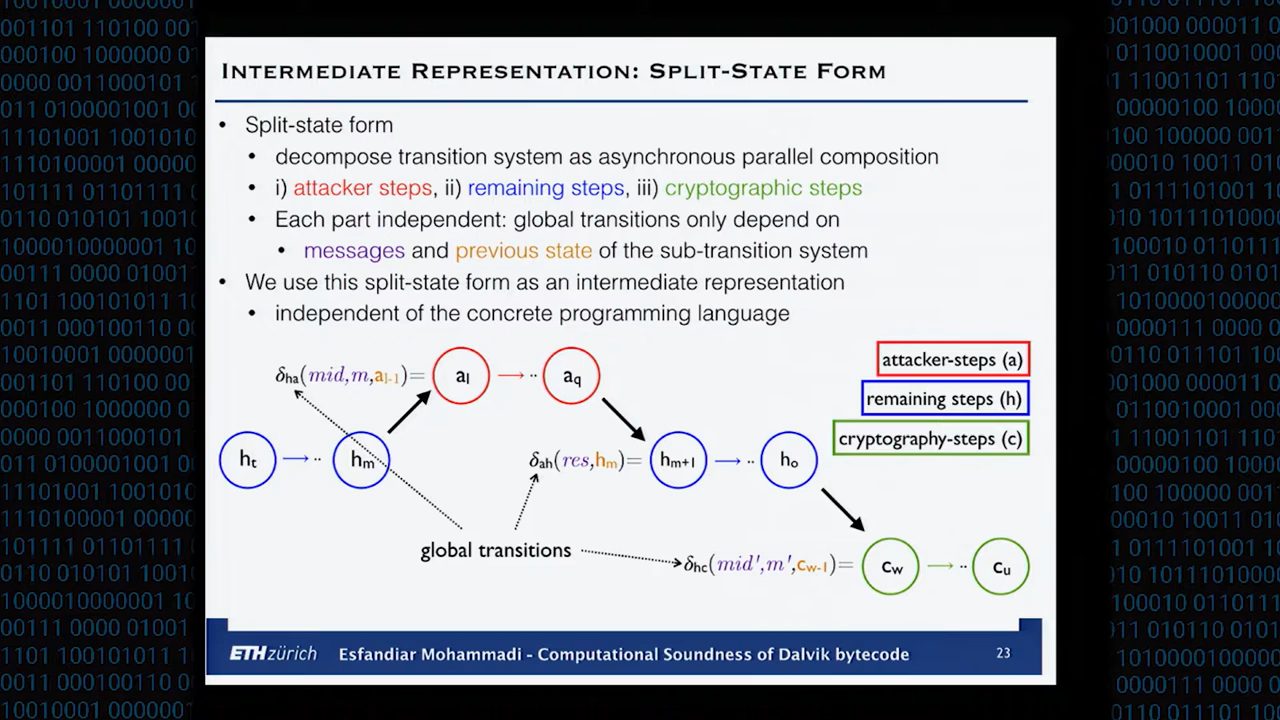 INTERMEDIATE REPRESENTATION: SPLIT-STATE FORM
• Split-state form
• decompose transition system as asynchronous parallel composition
• i) attacker steps, ii) remaining steps, iii) cryptographic steps
• Each part independent: global transitions only depend on
• messages and previous state of the sub-transition system
• We use this split-state form as an intermediate representation
• independent of the concrete programming language
attacker-steps (a)
remaining steps (h)
cryptography-steps (c)
δha(mid,m,al-1)= al → ·· aq
ht → ·· hm
δah(res,hm)= hm+1 → ·· ho
global transitions
δhc(mid',m',cw-1)= cw → ·· cu
ETH zürich Esfandiar Mohammadi - Computational Soundness of Dalvik bytecode 23